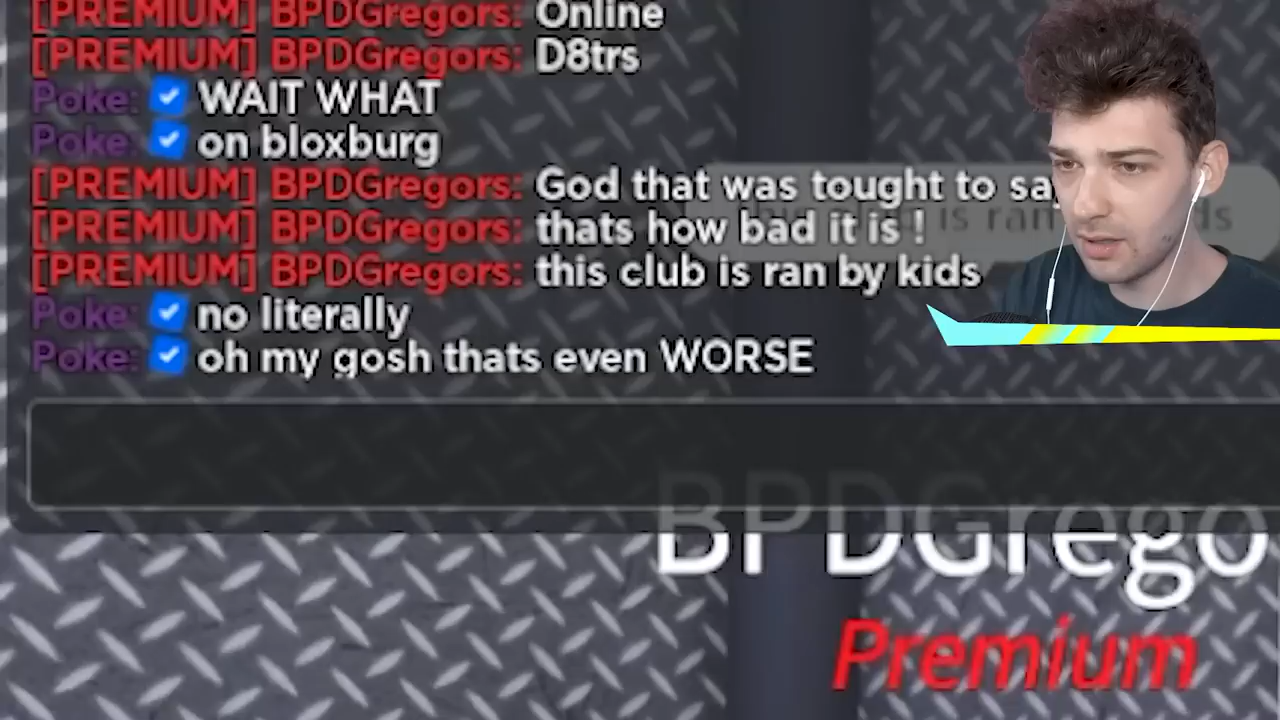 [PREMIUM] BPDGregors: Online
[PREMIUM] BPDGregors: D8trs
Poke: WAIT WHAT
Poke: on bloxburg
[PREMIUM] BPDGregors: God that was tought to sa
[PREMIUM] BPDGregors: thats how bad it is !
[PREMIUM] BPDGregors: this club is ran by kids
Poke: no literally
Poke: oh my gosh thats even WORSE
BPDGrego
Premium